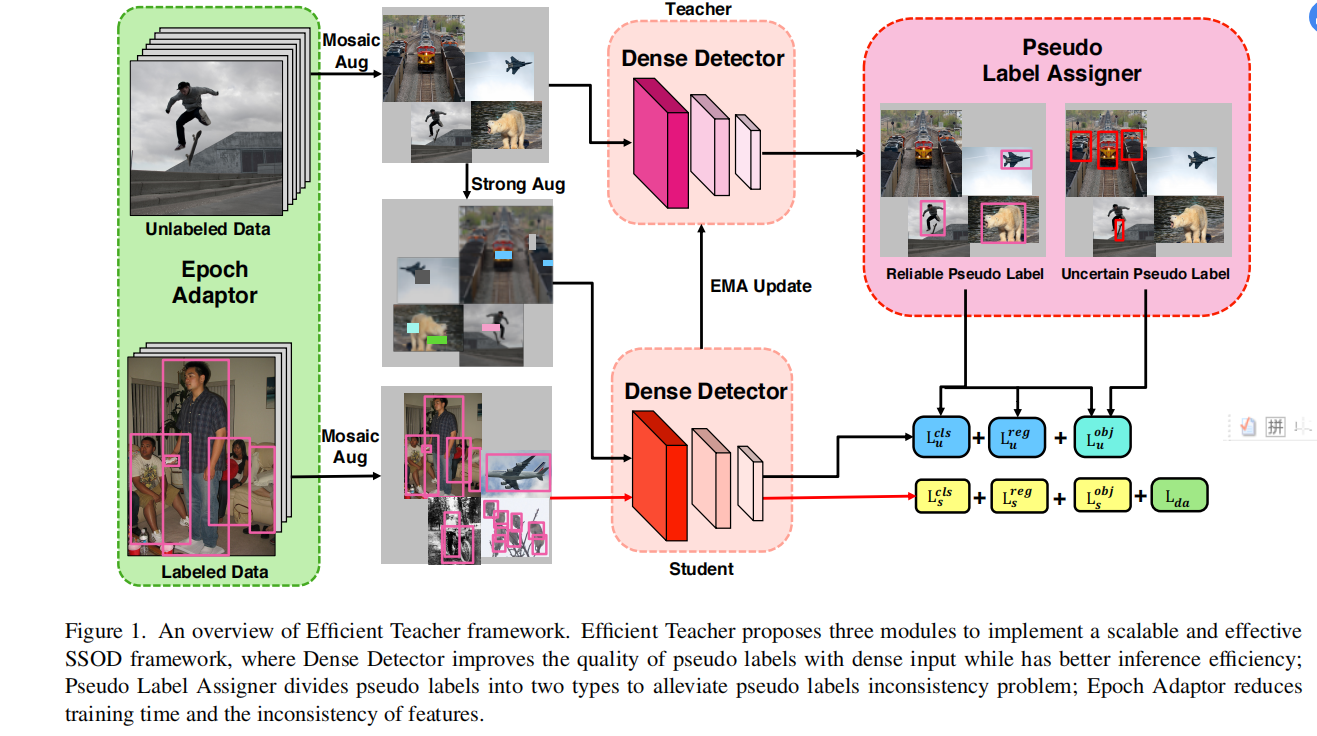 Teacher
Mosaic
Aug
Dense Detector
Pseudo
Label Assigner
Unlabeled Data
Strong Aug
Reliable Pseudo Label
Uncertain Pseudo Label
Epoch
Adaptor
EMA Update
Dense Detector
Mosaic
Aug
L_u^cls + L_u^reg + L_u^obj
L_s^cls + L_s^reg + L_s^obj + L_da
Labeled Data
Student
拼
Figure 1. An overview of Efficient Teacher framework. Efficient Teacher proposes three modules to implement a scalable and effective
SSOD framework, where Dense Detector improves the quality of pseudo labels with dense input while has better inference efficiency;
Pseudo Label Assigner divides pseudo labels into two types to alleviate pseudo labels inconsistency problem; Epoch Adaptor reduces
training time and the inconsistency of features.